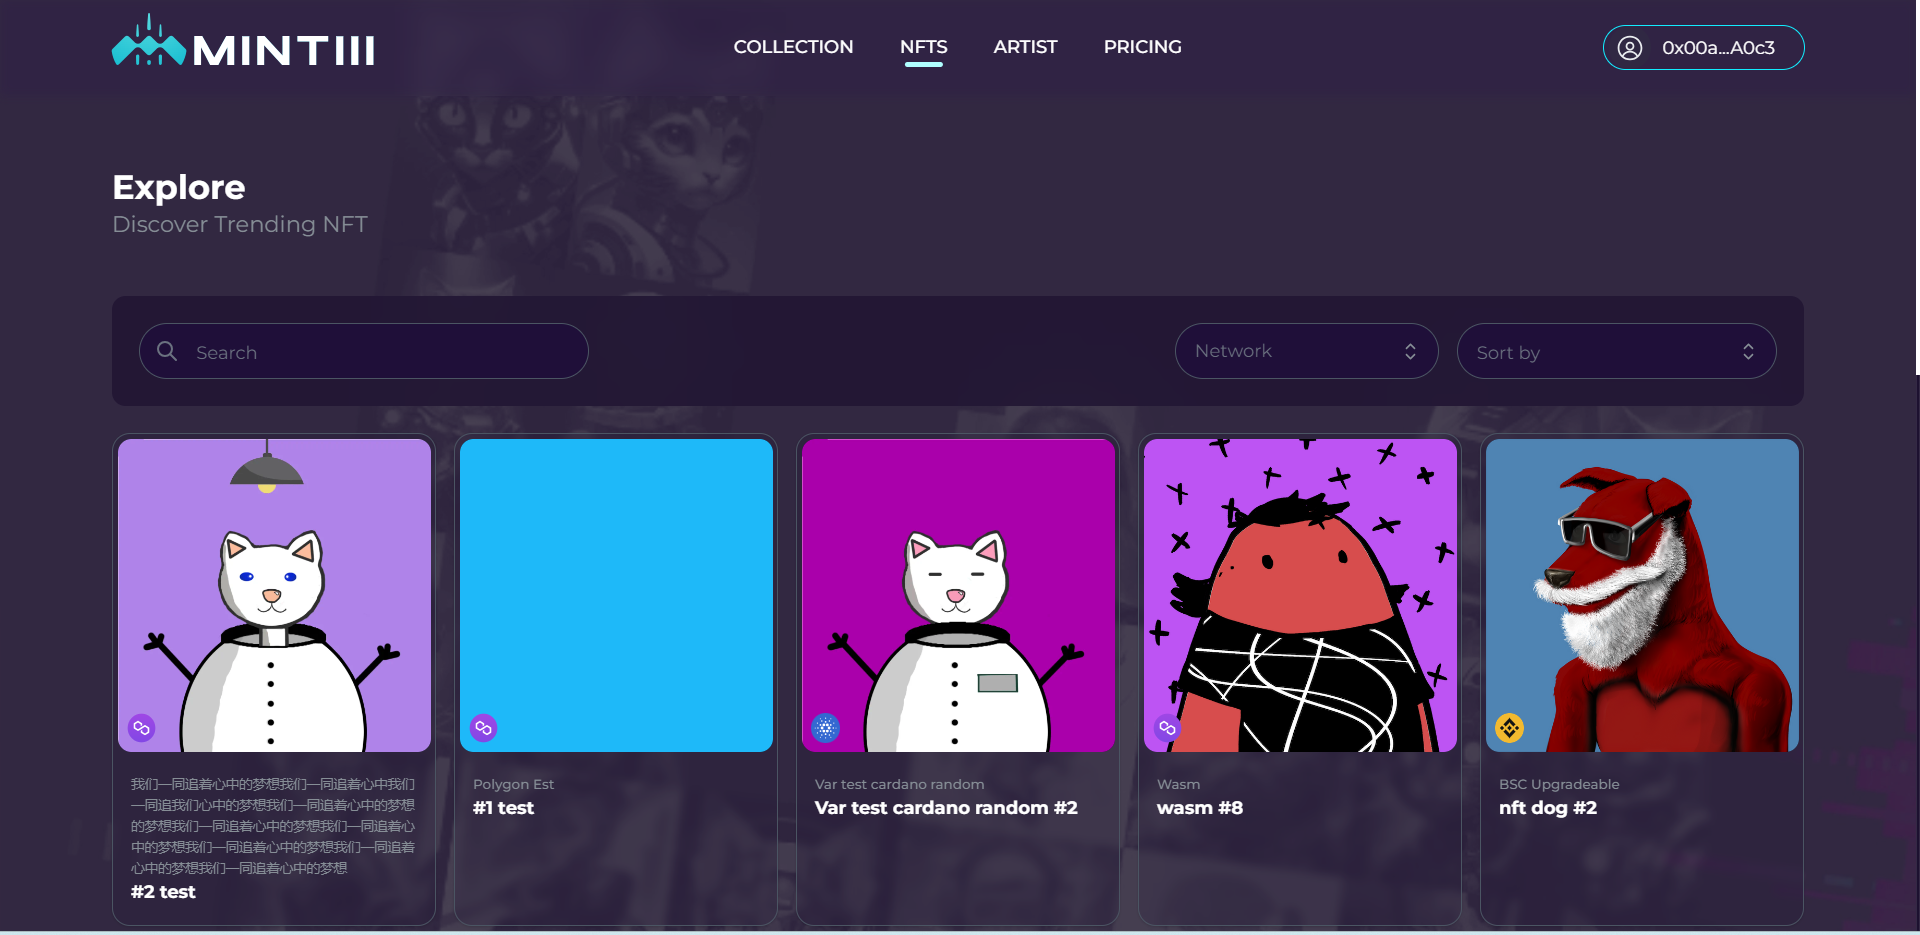 MINTIII
COLLECTION
NFTS
ARTIST
PRICING
0x00a...A0c3
Explore
Discover Trending NFT
Search
Network
Sort by
我们一同追着心中的梦想我们一同追着心中我们
一同追我们心中的梦想我们一同追着心中的梦想
的梦想我们一同追着心中的梦想我们一同追着心
中的梦想我们一同追着心中的梦想我们一同追着
心中的梦想我们一同追着心中的梦想
#2 test
Polygon Est
#1 test
Var test cardano random
Var test cardano random #2
Wasm
wasm #8
BSC Upgradeable
nft dog #2